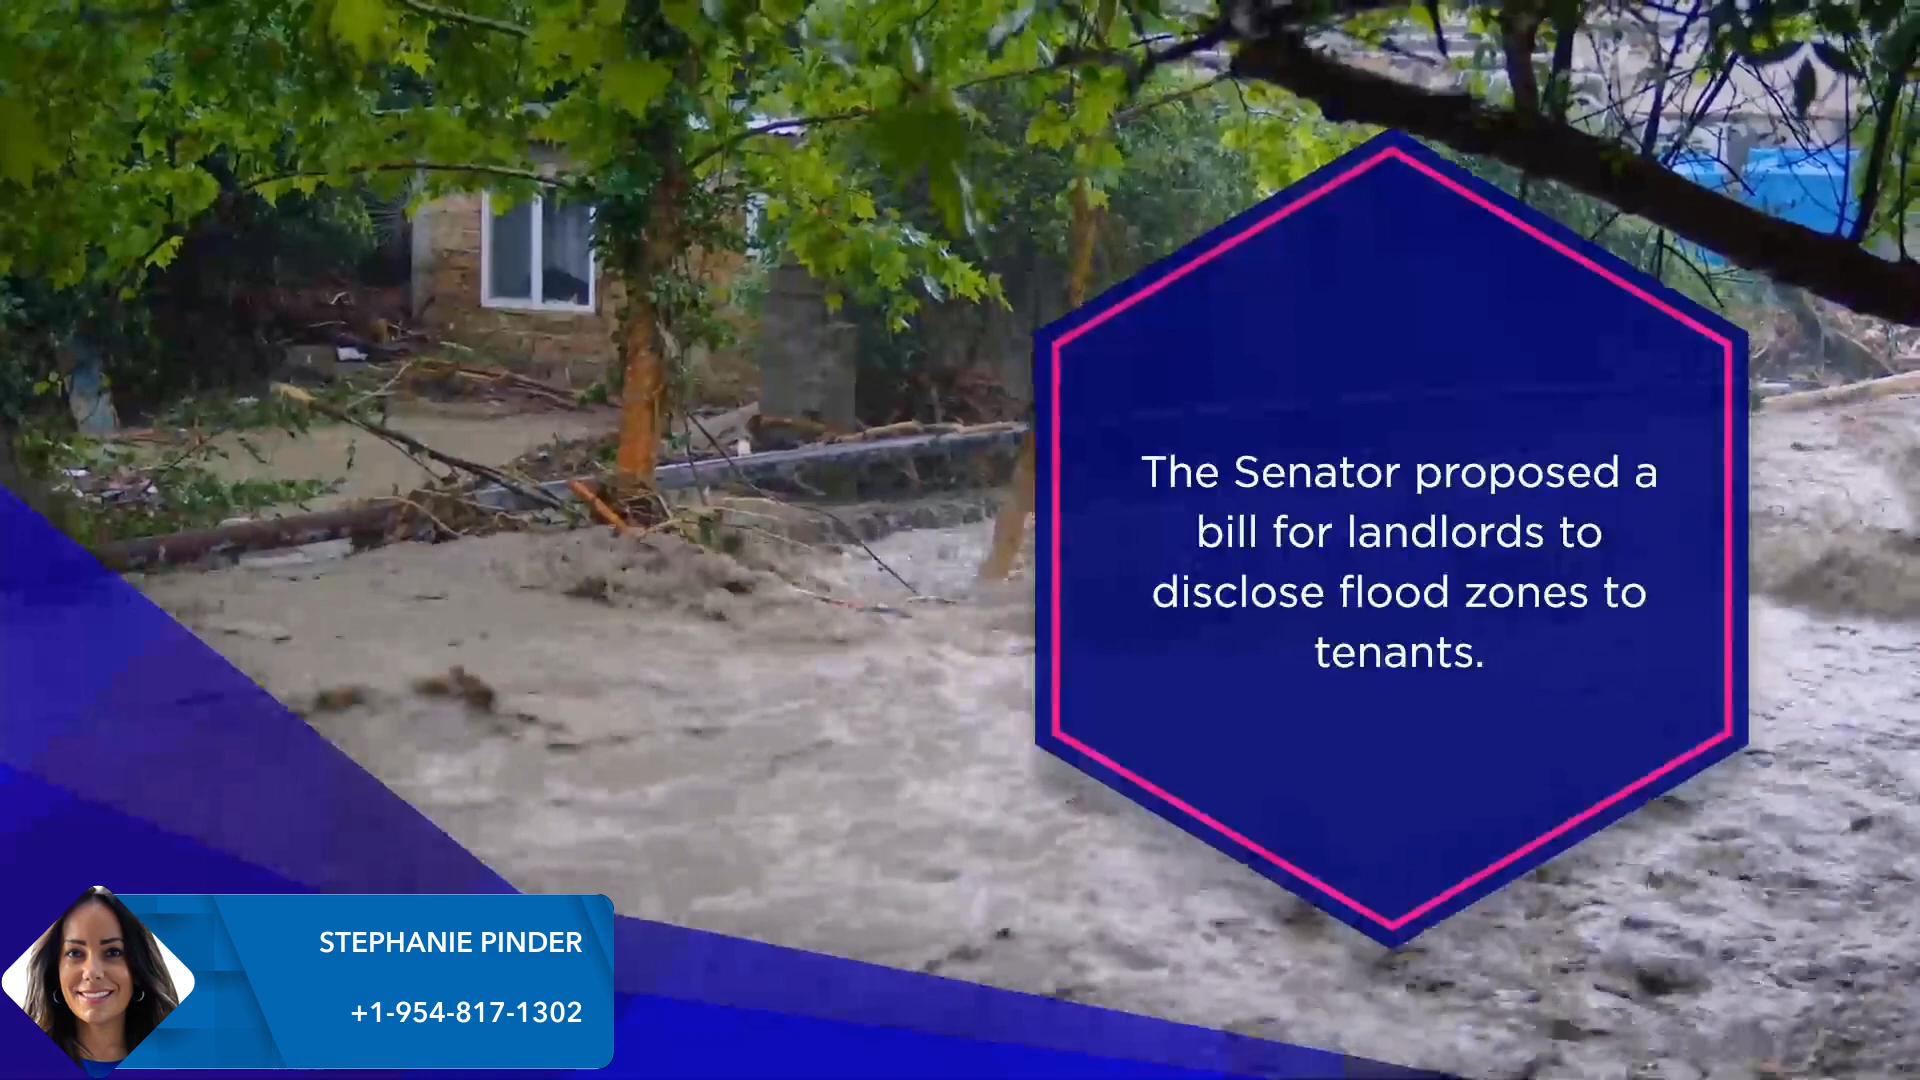 The Senator proposed a
bill for landlords to
disclose flood zones to
tenants.
STEPHANIE PINDER
+1-954-817-1302